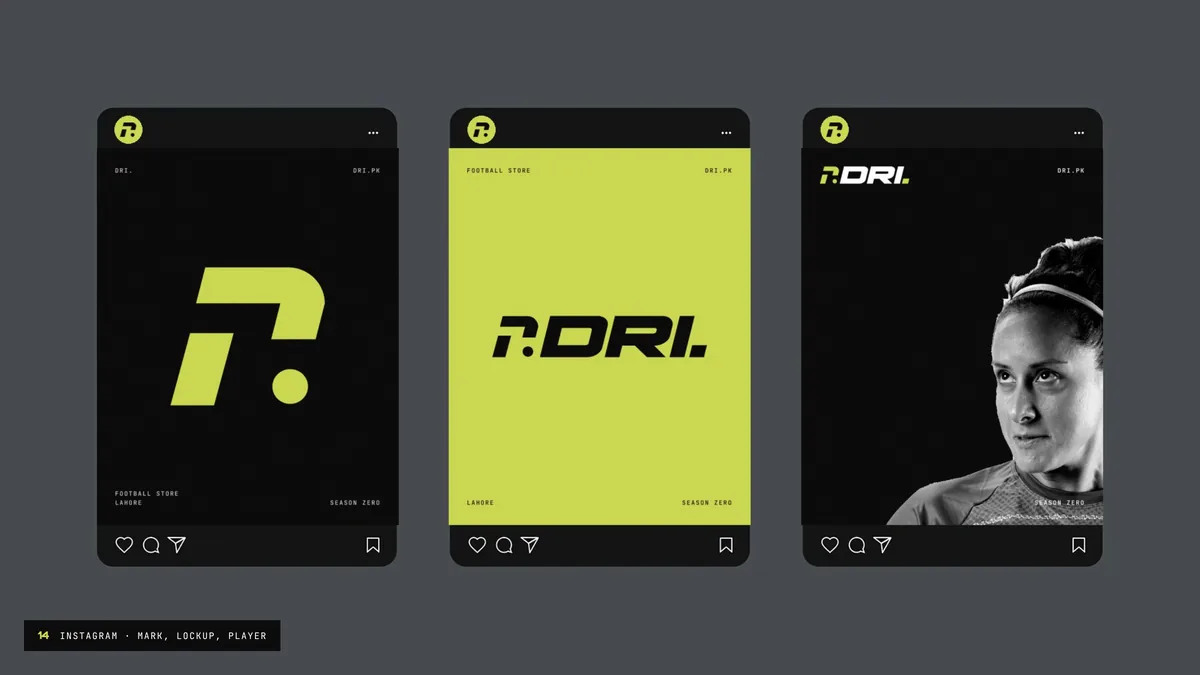 DRI.
DRI.PK
FOOTBALL STORE
LAHORE
SEASON ZERO
FOOTBALL STORE
DRI.PK
DRI.
LAHORE
SEASON ZERO
DRI.
DRI.PK
SEASON ZERO
14 INSTAGRAM · MARK, LOCKUP, PLAYER